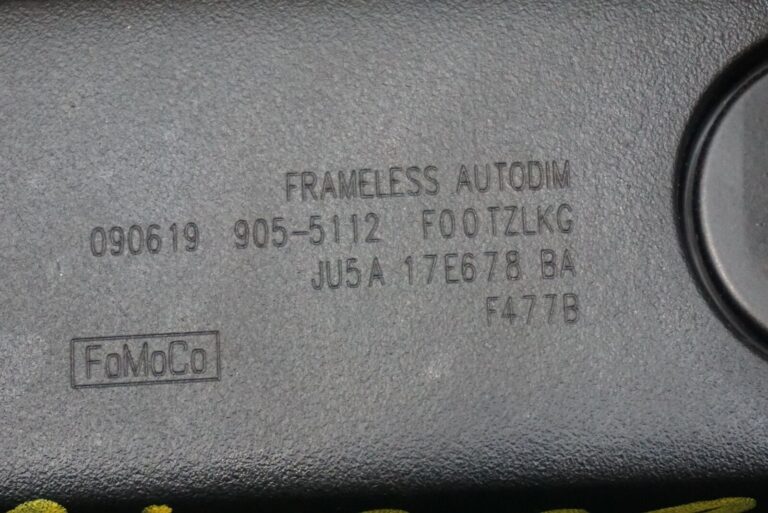 FRAMELESS AUTODIM
090619 905-5112 F00TZLKG
JU5A 17E678 BA
F477B
FoMoCo